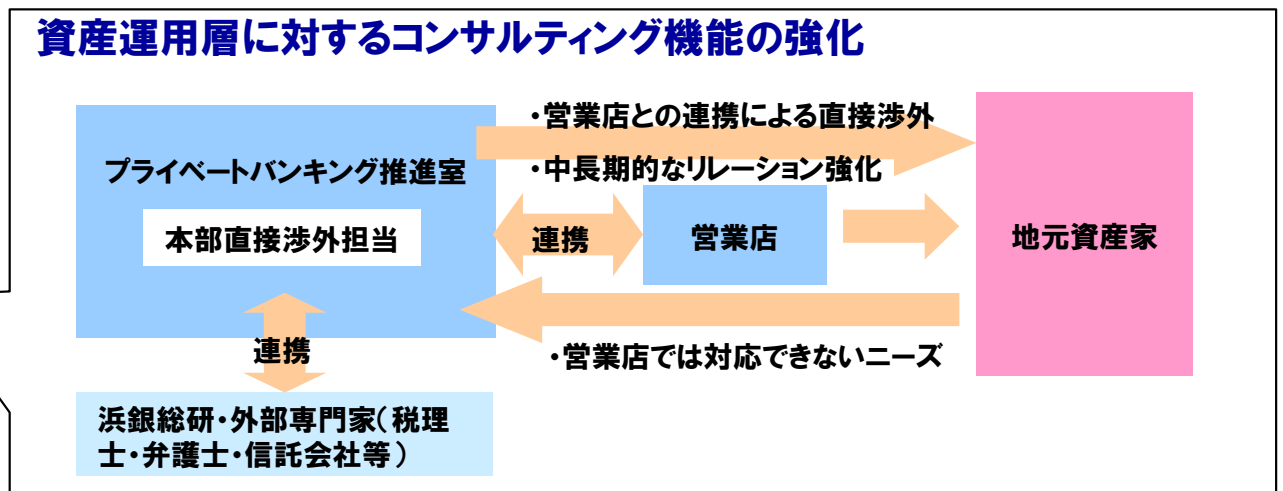 資産運用層に対するコンサルティング機能の強化
・営業店との連携による直接渉外
プライベートバンキング推進室
・中長期的なリレーション強化
本部直接渉外担当
連携
営業店
地元資産家
連携
・営業店では対応できないニーズ
浜銀総研・外部専門家(税理
士・弁護士・信託会社等)